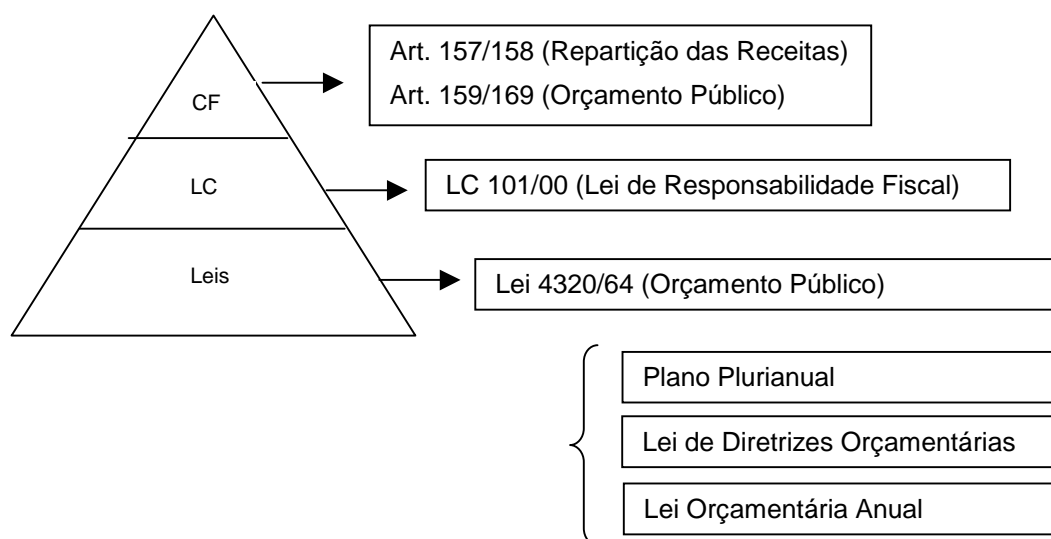 Art. 157/158 (Repartição das Receitas)
Art. 159/169 (Orçamento Público)
CF
LC
LC 101/00 (Lei de Responsabilidade Fiscal)
Leis
Lei 4320/64 (Orçamento Público)
Plano Plurianual
Lei de Diretrizes Orçamentárias
Lei Orçamentária Anual